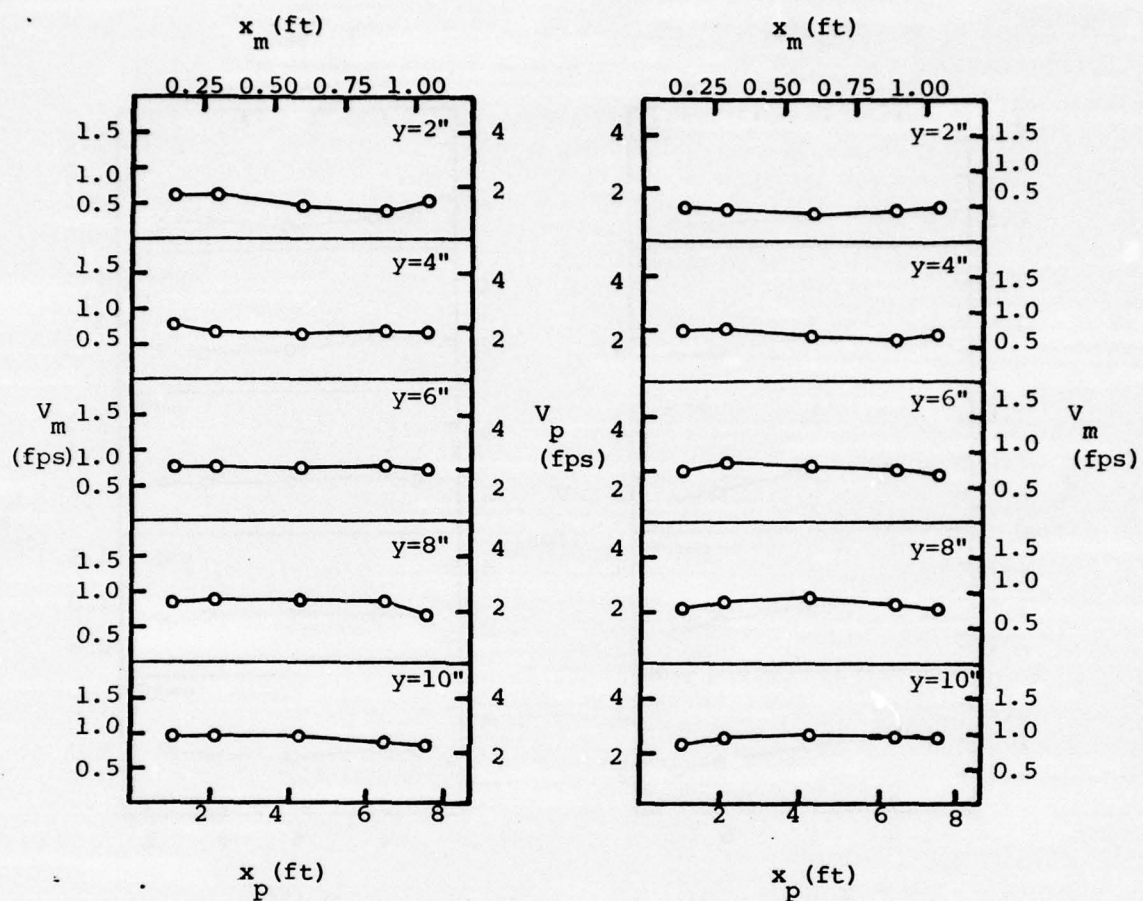 x_m (ft) x_m (ft)
0.25 0.50 0.75 1.00 0.25 0.50 0.75 1.00
1.5 y=2" 4 4 y=2" 1.5
1.0 1.0
0.5 2 2 0.5
1.5 y=4" 4 4 y=4" 1.5
1.0 1.0
0.5 2 2 0.5
V_m (fps) V_p (fps) V_m (fps)
1.5 y=6" 4 4 y=6" 1.5
1.0 1.0
0.5 2 2 0.5
1.5 y=8" 4 4 y=8" 1.5
1.0 1.0
0.5 2 2 0.5
1.5 y=10" 4 4 y=10" 1.5
1.0 1.0
0.5 2 2 0.5
2 4 6 8 2 4 6 8
x_p (ft) x_p (ft)